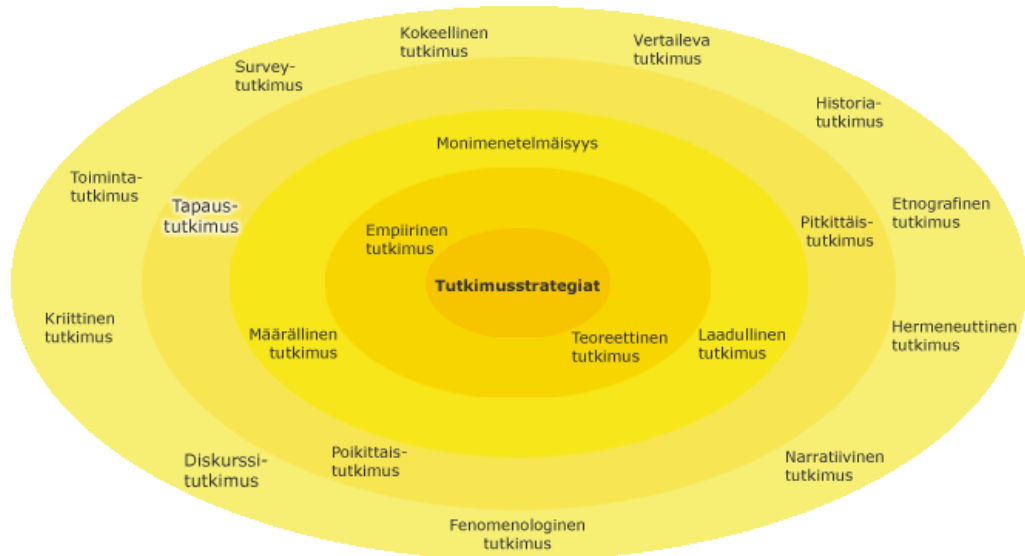 Kokeellinen
tutkimus
Vertaileva
tutkimus
Survey-
tutkimus
Historia-
tutkimus
Monimenetelmäisyys
Toiminta-
tutkimus
Tapaus-
tutkimus
Empiirinen
tutkimus
Pitkittäis-
tutkimus
Etnografinen
tutkimus
Tutkimusstrategiat
Kriittinen
tutkimus
Määrällinen
tutkimus
Teoreettinen
tutkimus
Laadullinen
tutkimus
Hermeneuttinen
tutkimus
Diskurssi-
tutkimus
Poikittais-
tutkimus
Narratiivinen
tutkimus
Fenomenologinen
tutkimus